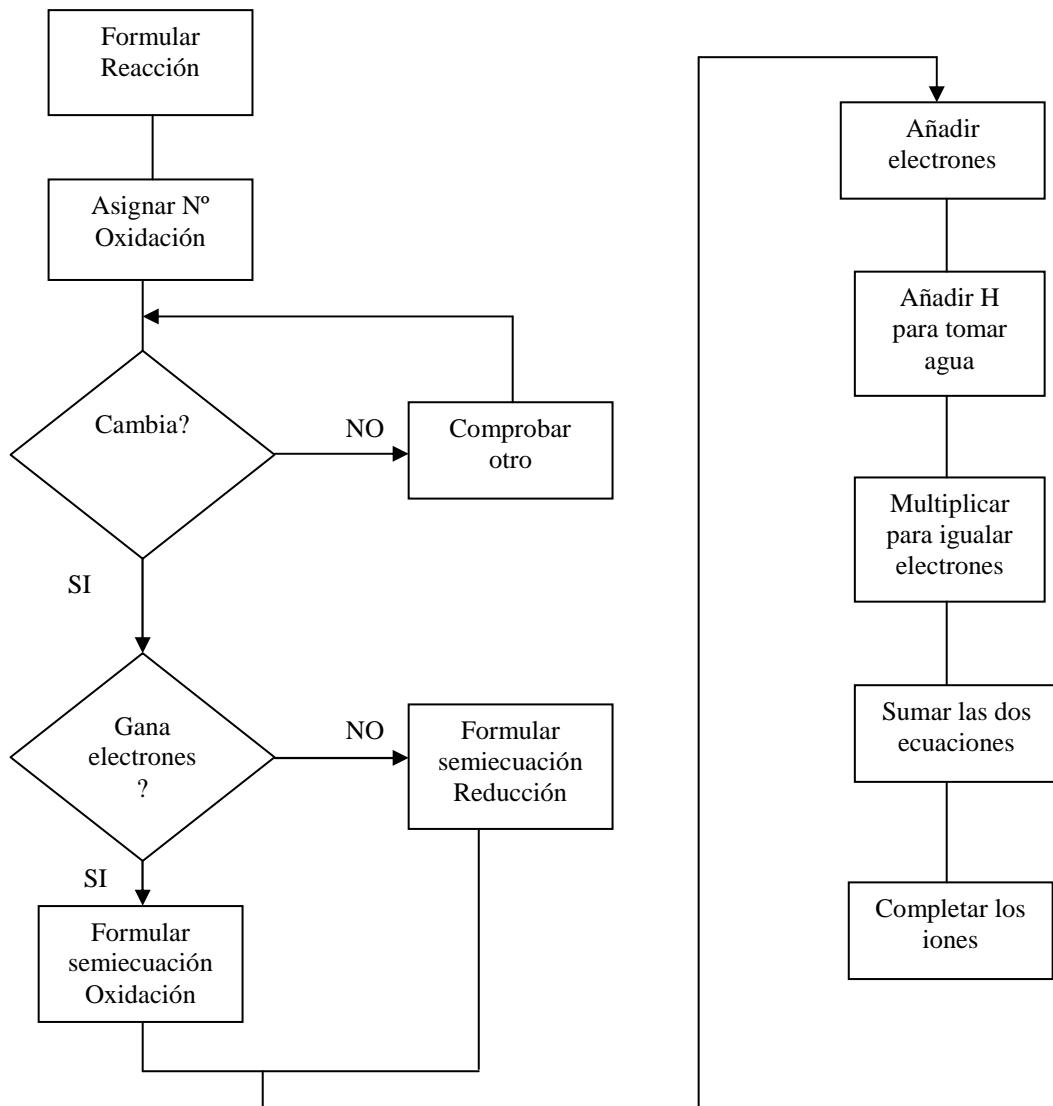 Formular
Reacción
Asignar Nº
Oxidación
Cambia?
NO
Comprobar
otro
SI
Gana
electrones
?
NO
Formular
semiecuación
Reducción
SI
Formular
semiecuación
Oxidación
Añadir
electrones
Añadir H
para tomar
agua
Multiplicar
para igualar
electrones
Sumar las dos
ecuaciones
Completar los
iones